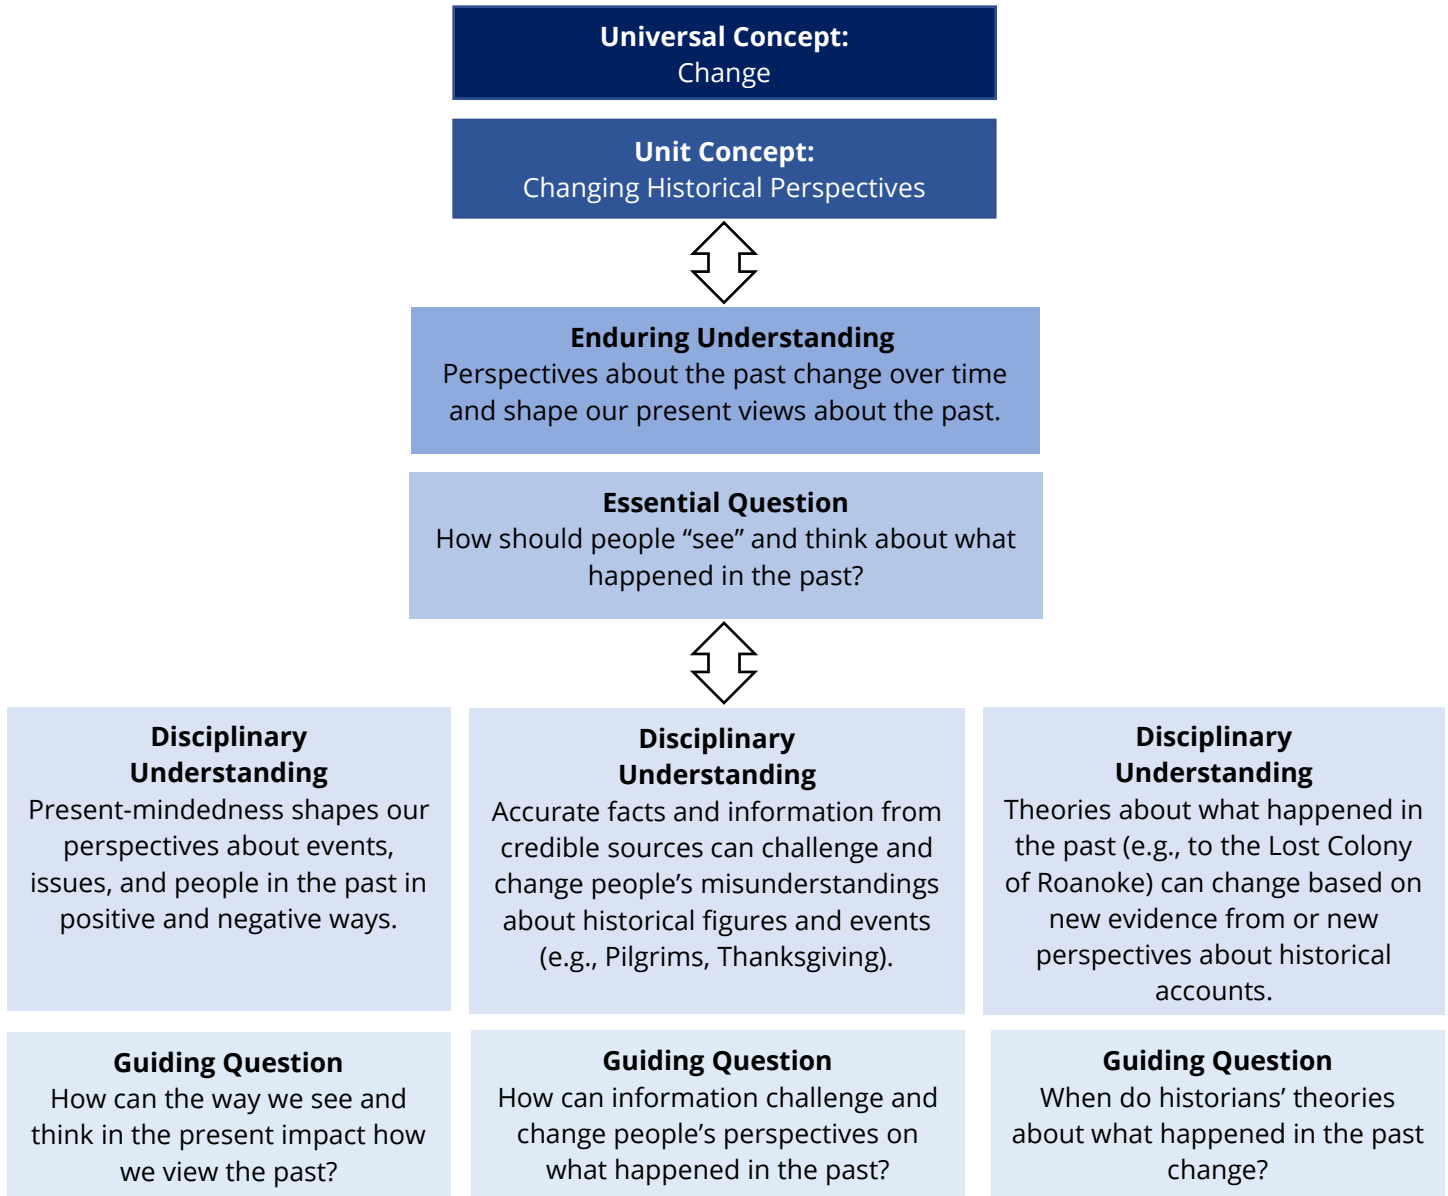 Universal Concept:
Change
Unit Concept:
Changing Historical Perspectives
Enduring Understanding
Perspectives about the past change over time
and shape our present views about the past.
Essential Question
How should people “see” and think about what
happened in the past?
Disciplinary
Understanding
Present-mindedness shapes our
perspectives about events,
issues, and people in the past in
positive and negative ways.
Disciplinary
Understanding
Accurate facts and information from
credible sources can challenge and
change people’s misunderstandings
about historical figures and events
(e.g., Pilgrims, Thanksgiving).
Disciplinary
Understanding
Theories about what happened in
the past (e.g., to the Lost Colony
of Roanoke) can change based on
new evidence from or new
perspectives about historical
accounts.
Guiding Question
How can the way we see and
think in the present impact how
we view the past?
Guiding Question
How can information challenge and
change people’s perspectives on
what happened in the past?
Guiding Question
When do historians’ theories
about what happened in the past
change?